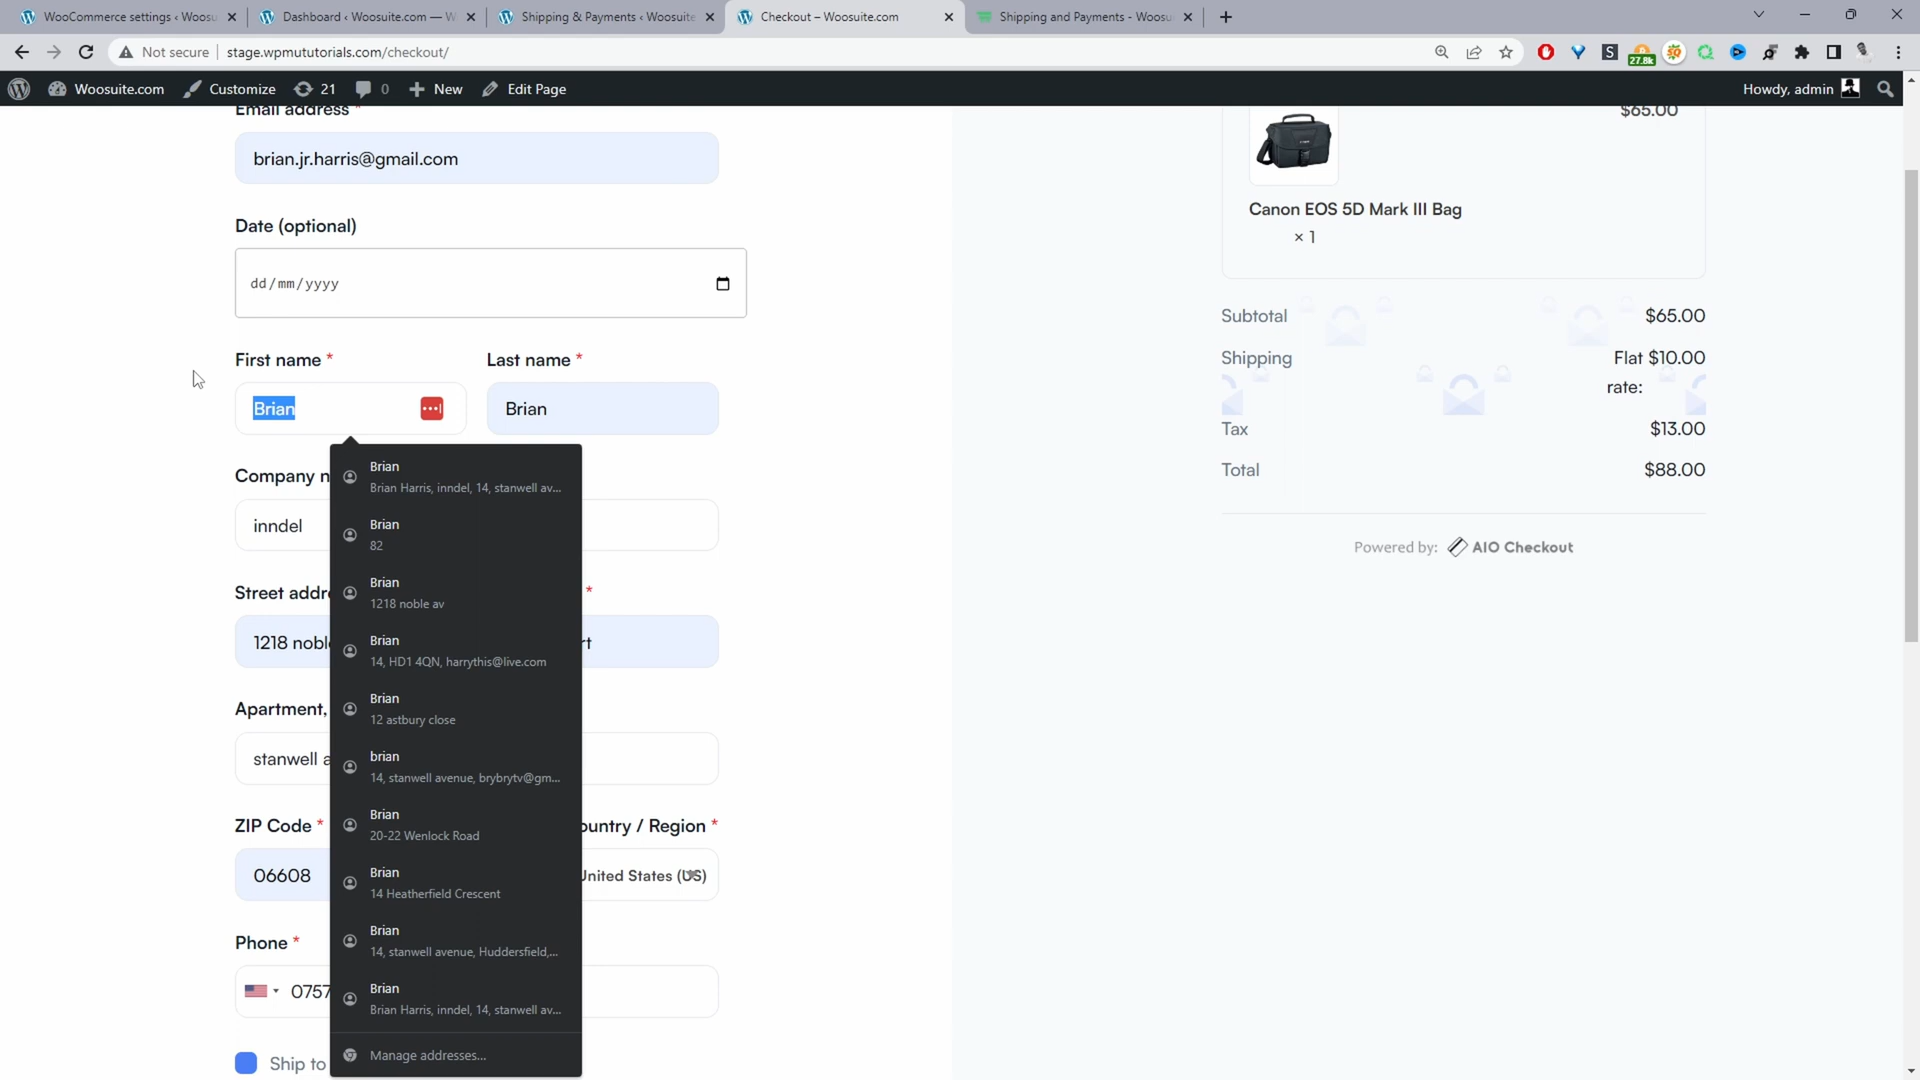 WooCommerce settings ‹ Woosu
Dashboard ‹ Woosuite.com — W
Shipping & Payments ‹ Woosuite
Checkout – Woosuite.com
Shipping and Payments - Woosu
Not secure
stage.wpmututorials.com/checkout/
27.8k
Woosuite.com
Customize
21
0
New
Edit Page
Howdy, admin
Email address *
brian.jr.harris@gmail.com
Date (optional)
dd/mm/yyyy
First name *
Last name *
Brian
Brian
Company n
inndel
Street addre
*
1218 noble
rt
Apartment,
stanwell a
ZIP Code *
ountry / Region *
06608
United States (US)
Phone *
0757
Ship to
Brian
Brian Harris, inndel, 14, stanwell av...
Brian
82
Brian
1218 noble av
Brian
14, HD1 4QN, harrythis@live.com
Brian
12 astbury close
brian
14, stanwell avenue, brybrytv@gm...
Brian
20-22 Wenlock Road
Brian
14 Heatherfield Crescent
Brian
14, stanwell avenue, Huddersfield,...
Brian
Brian Harris, inndel, 14, stanwell av...
Manage addresses...
$65.00
Canon EOS 5D Mark III Bag
× 1
Subtotal
$65.00
Shipping
Flat $10.00
rate:
Tax
$13.00
Total
$88.00
Powered by: AIO Checkout